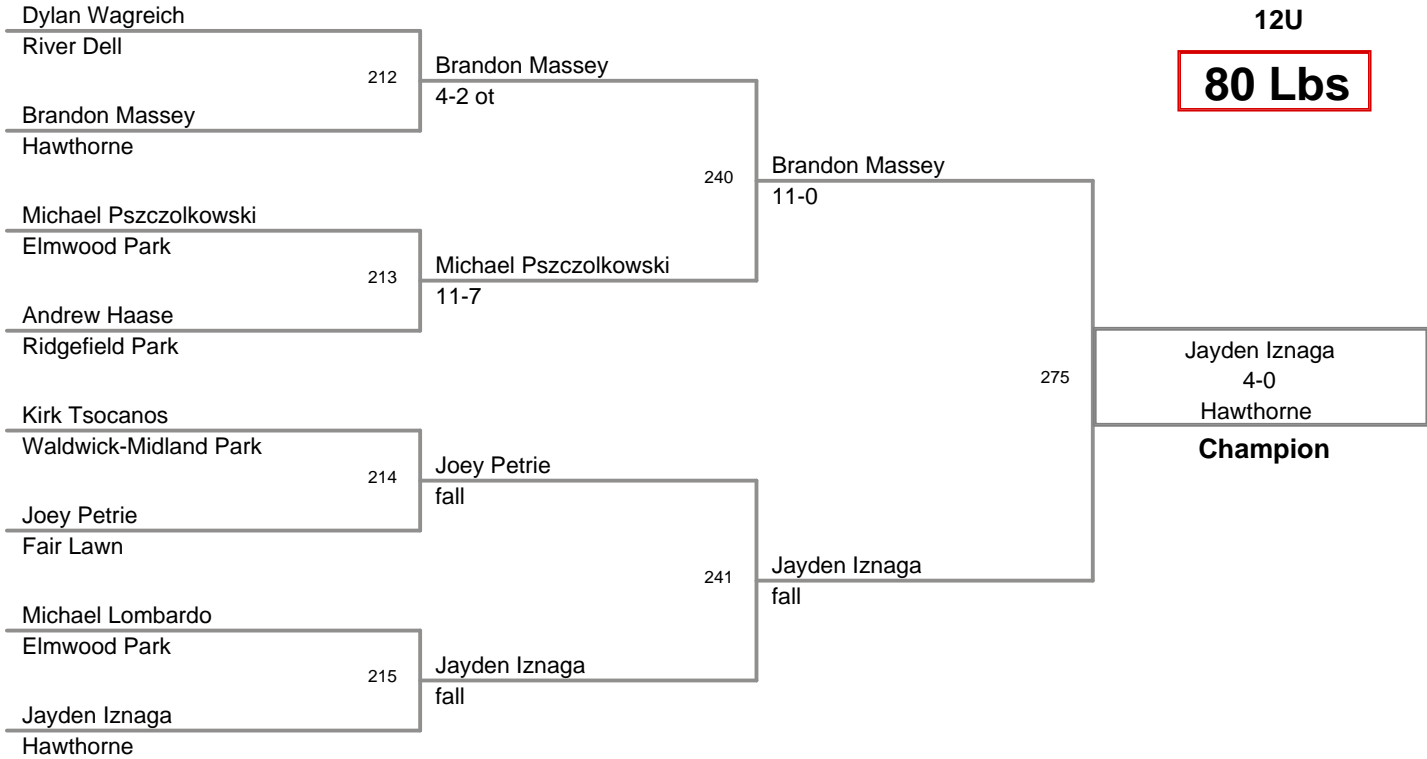 Dylan Wagreich
River Dell
212
Brandon Massey
4-2 ot
Brandon Massey
Hawthorne
240
Brandon Massey
11-0
Michael Pszczolkowski
Elmwood Park
213
Michael Pszczolkowski
11-7
Andrew Haase
Ridgefield Park
275
Kirk Tsocanos
Waldwick-Midland Park
214
Joey Petrie
fall
Joey Petrie
Fair Lawn
241
Jayden Iznaga
fall
Michael Lombardo
Elmwood Park
215
Jayden Iznaga
fall
Jayden Iznaga
Hawthorne
12U
80 Lbs
Jayden Iznaga
4-0
Hawthorne
Champion